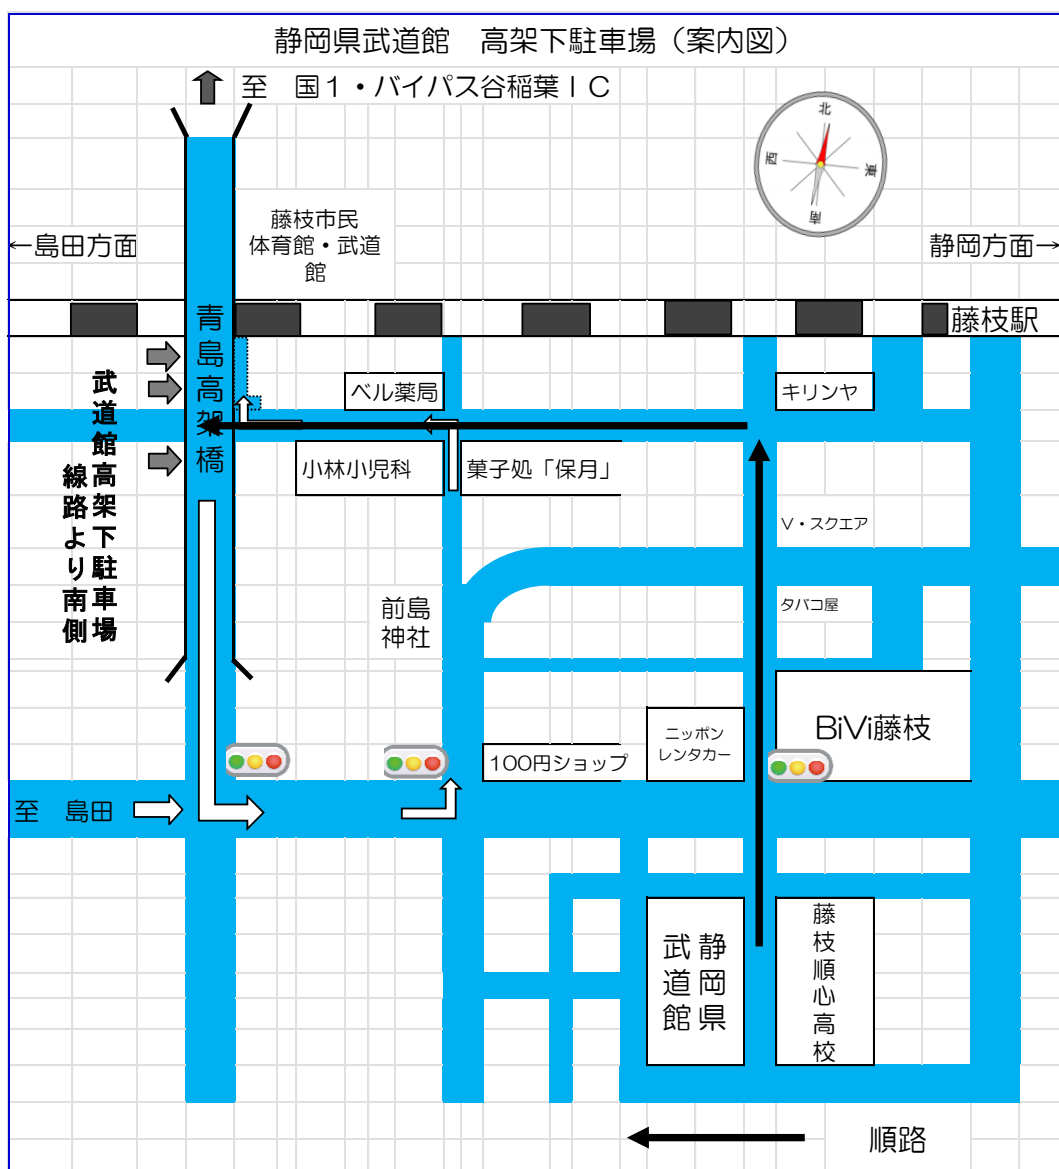 静岡県武道館　高架下駐車場（案内図）
至　国１・バイパス谷稲葉ＩＣ
北
西
東
南
藤枝市民
体育館・武道
館
←島田方面
静岡方面→
藤枝駅
青島高架橋
武道館高架下駐車場
線路より南側
ベル薬局
キリンヤ
小林小児科
菓子処「保月」
Ｖ・スクエア
タバコ屋
前島
神社
BiVi藤枝
ニッポン
レンタカー
100円ショップ
至　島田
静岡県
武道館
藤枝順心高校
順路